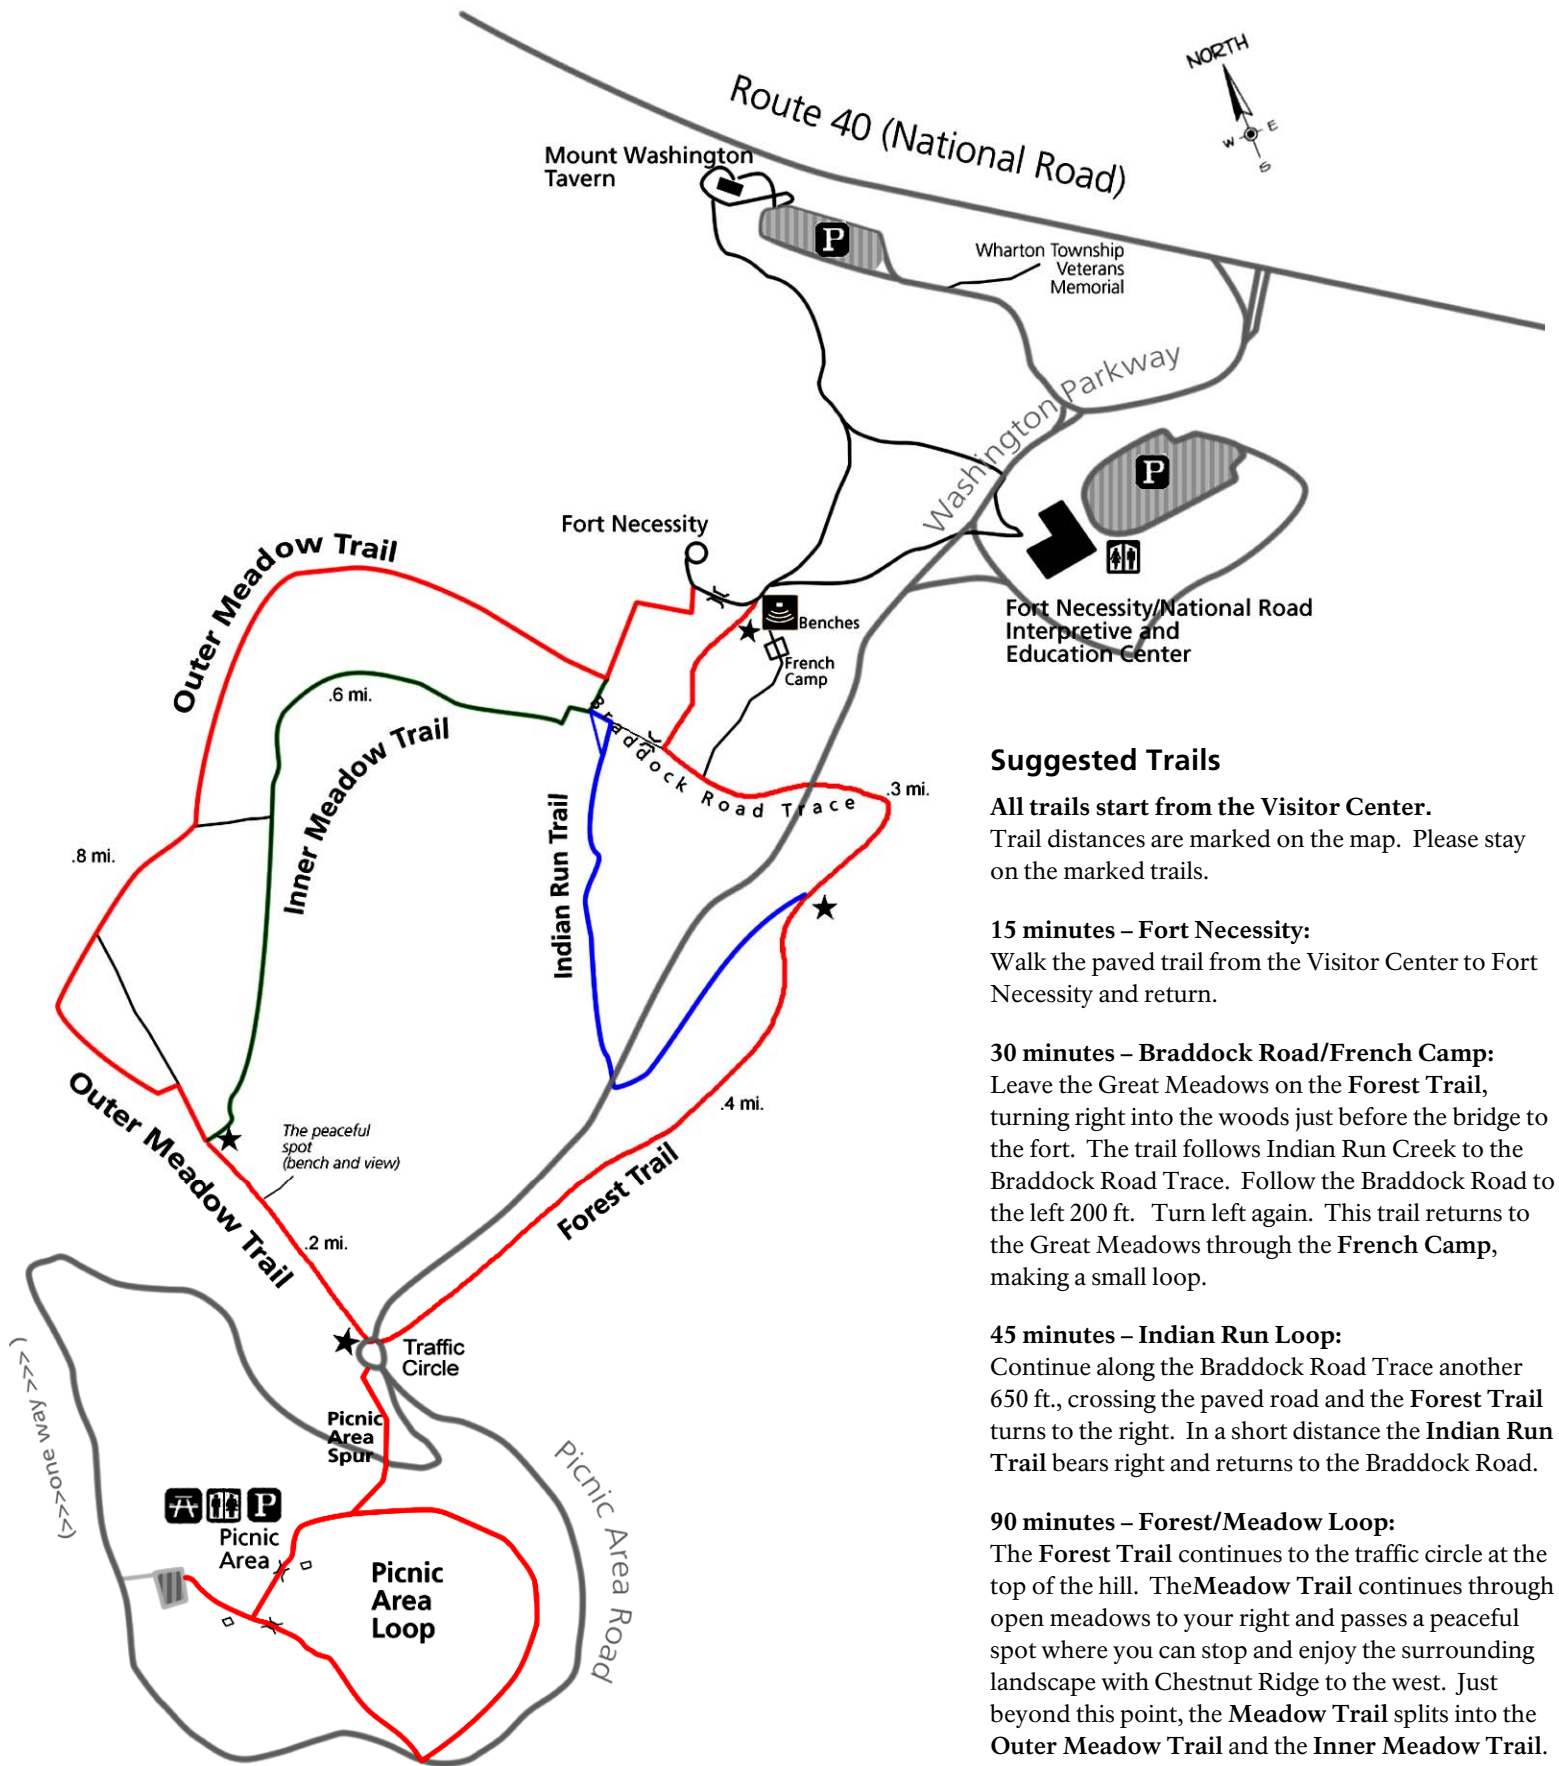 NORTH
W
E
S
Route 40 (National Road)
Mount Washington
Tavern
P
Wharton Township
Veterans
Memorial
Washington Parkway
P
Fort Necessity
Benches
French
Camp
Fort Necessity/National Road
Interpretive and
Education Center
Outer Meadow Trail
.6 mi.
Inner Meadow Trail
Braddock Road Trace
.3 mi.
Indian Run Trail
.8 mi.
.4 mi.
Outer Meadow Trail
The peaceful
spot
(bench and view)
Forest Trail
.2 mi.
Traffic
Circle
Picnic
Area
Spur
(>>>one way >>>)
P
Picnic
Area
Picnic
Area
Loop
Picnic Area Road
Suggested Trails
All trails start from the Visitor Center.
Trail distances are marked on the map. Please stay
on the marked trails.
15 minutes – Fort Necessity:
Walk the paved trail from the Visitor Center to Fort
Necessity and return.
30 minutes – Braddock Road/French Camp:
Leave the Great Meadows on the Forest Trail,
turning right into the woods just before the bridge to
the fort. The trail follows Indian Run Creek to the
Braddock Road Trace. Follow the Braddock Road to
the left 200 ft. Turn left again. This trail returns to
the Great Meadows through the French Camp,
making a small loop.
45 minutes – Indian Run Loop:
Continue along the Braddock Road Trace another
650 ft., crossing the paved road and the Forest Trail
turns to the right. In a short distance the Indian Run
Trail bears right and returns to the Braddock Road.
90 minutes – Forest/Meadow Loop:
The Forest Trail continues to the traffic circle at the
top of the hill. TheMeadow Trail continues through
open meadows to your right and passes a peaceful
spot where you can stop and enjoy the surrounding
landscape with Chestnut Ridge to the west. Just
beyond this point, the Meadow Trail splits into the
Outer Meadow Trail and the Inner Meadow Trail.